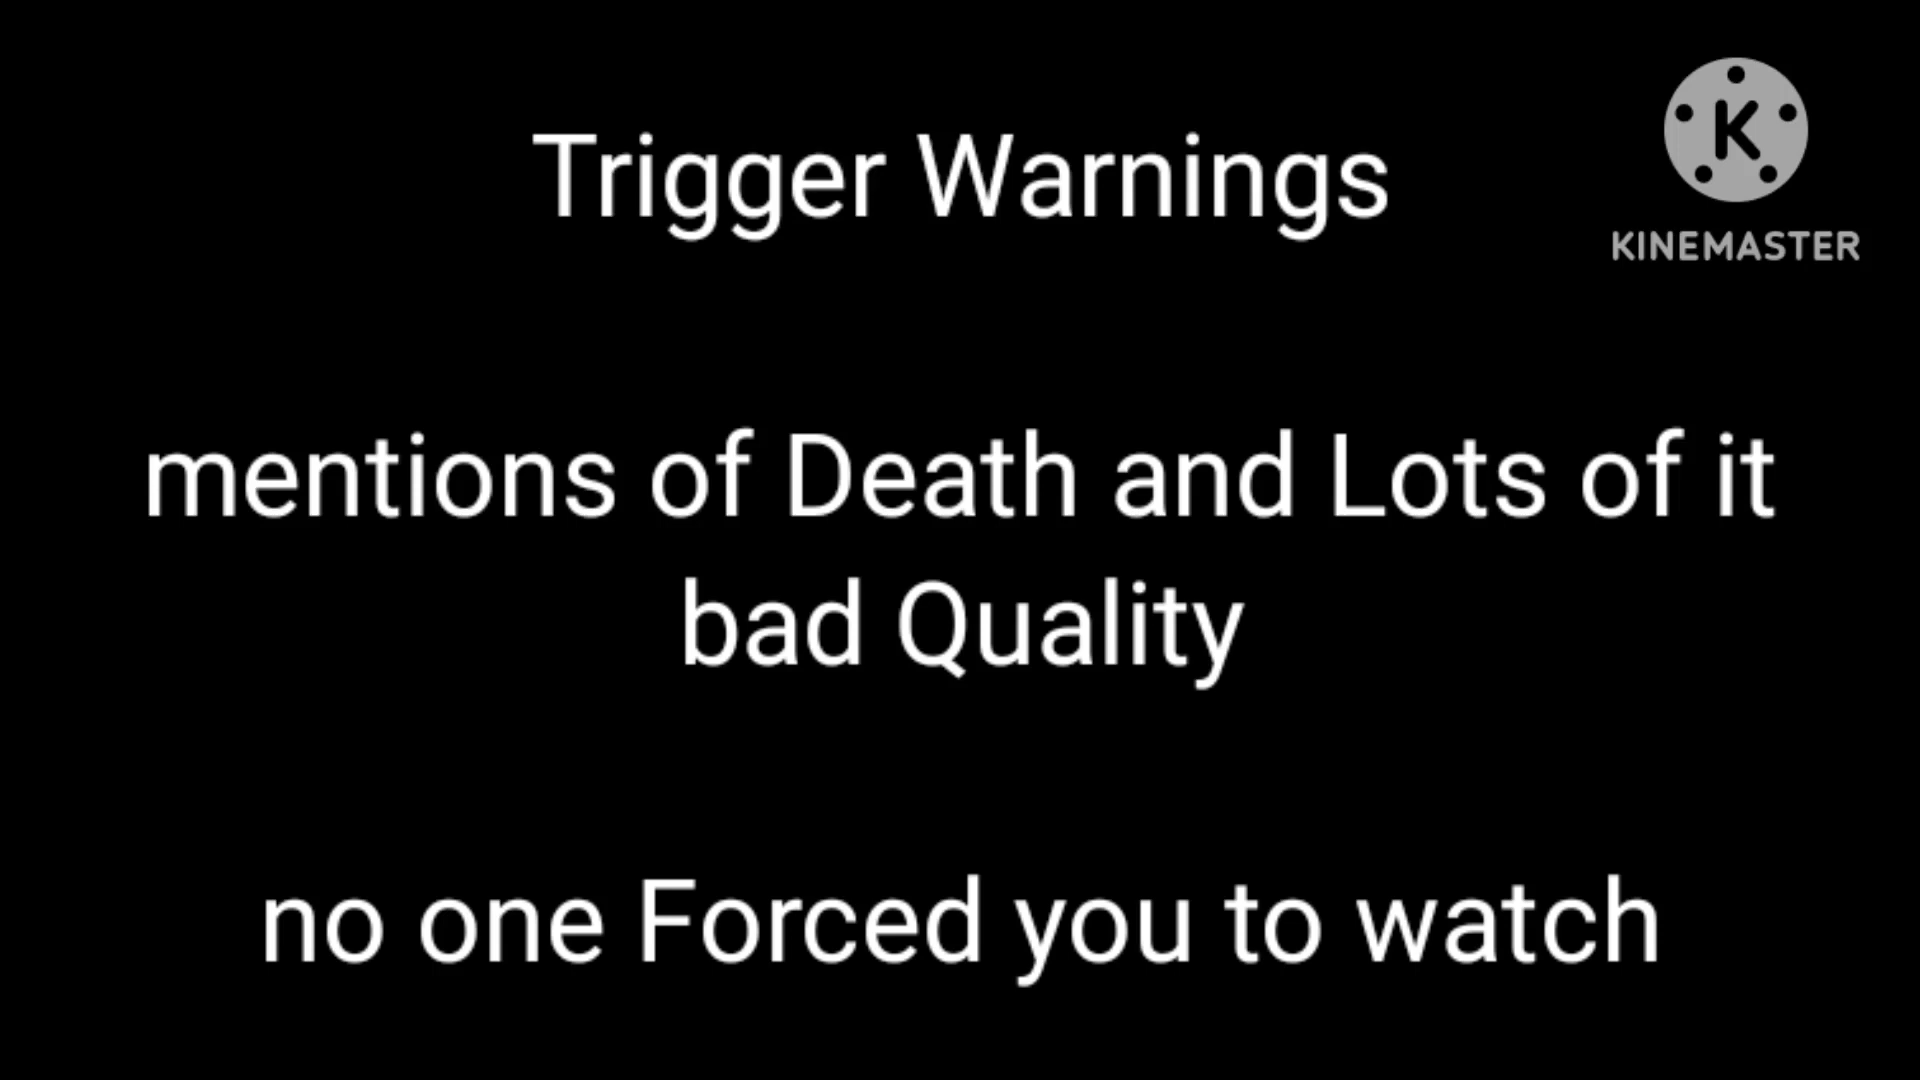 Trigger Warnings
K
KINEMASTER
mentions of Death and Lots of it
bad Quality
no one Forced you to watch